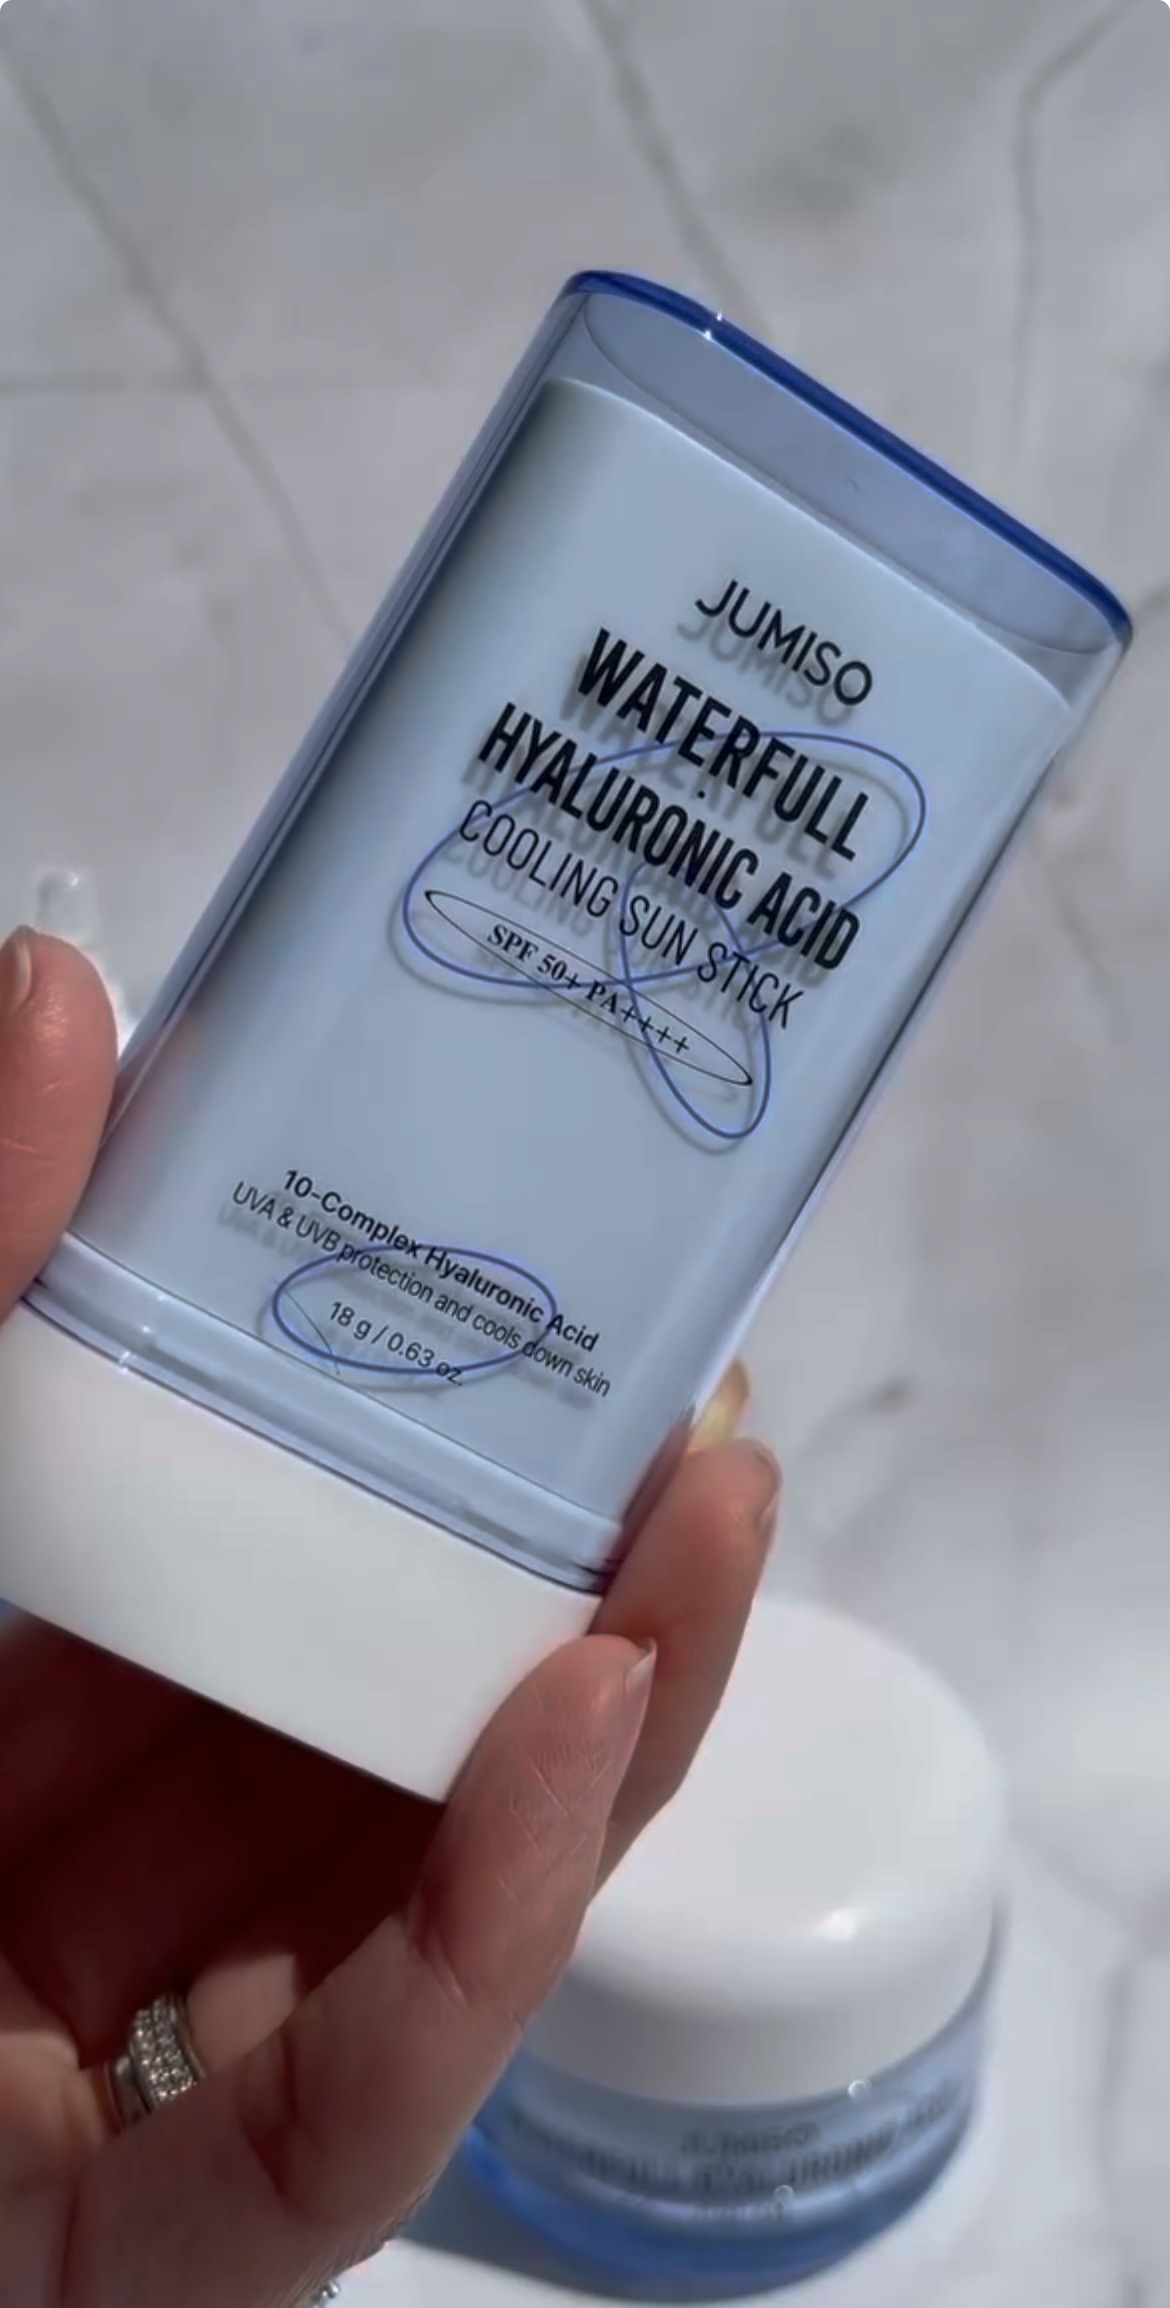 JUMISO
WATERFULL
HYALURONIC ACID
COOLING SUN STICK
SPF 50+ PA++++
10-Complex Hyaluronic Acid
UVA & UVB protection and cools down skin
18 g / 0.63 oz.
JUMISO